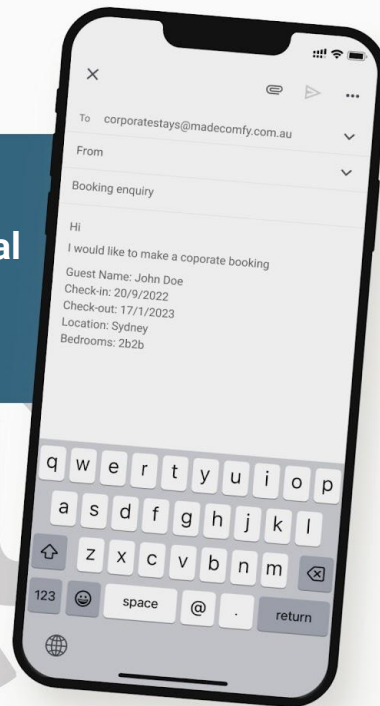 al
To corporatestays@madecomfy.com.au
From
Booking enquiry
Hi
I would like to make a coporate booking
Guest Name: John Doe
Check-in: 20/9/2022
Check-out: 17/1/2023
Location: Sydney
Bedrooms: 2b2b
q w e r t y u i o p
a s d f g h j k l
z x c v b n m
123 space @ . return